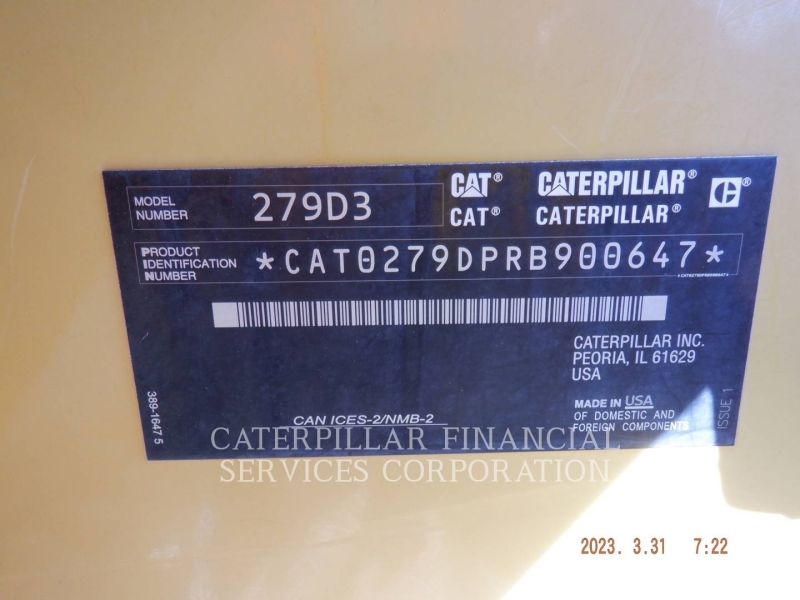 MODEL
NUMBER
279D3
CAT® CATERPILLAR®
CAT® CATERPILLAR®
PRODUCT
IDENTIFICATION
NUMBER
*CAT0279DPRB900647*
*CAT0279DPRB900647*
CATERPILLAR INC.
PEORIA, IL 61629
USA
MADE IN USA
OF DOMESTIC AND
FOREIGN COMPONENTS
CAN ICES-2/NMB-2
389-1647 5
ISSUE 1
CATERPILLAR FINANCIAL
SERVICES CORPORATION
2023. 3.31 7:22